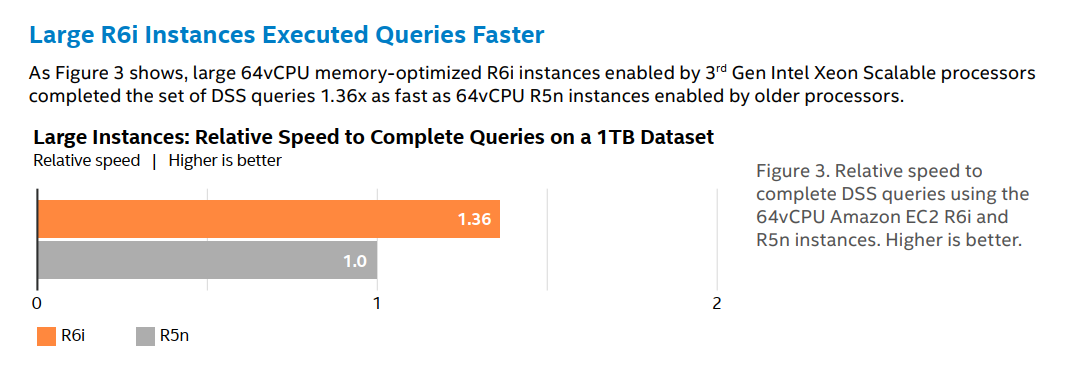 Large R6i Instances Executed Queries Faster
As Figure 3 shows, large 64vCPU memory-optimized R6i instances enabled by 3rd Gen Intel Xeon Scalable processors
completed the set of DSS queries 1.36x as fast as 64vCPU R5n instances enabled by older processors.
Large Instances: Relative Speed to Complete Queries on a 1TB Dataset
Relative speed | Higher is better
1.36
1.0
0 1 2
R6i R5n
Figure 3. Relative speed to
complete DSS queries using the
64vCPU Amazon EC2 R6i and
R5n instances. Higher is better.